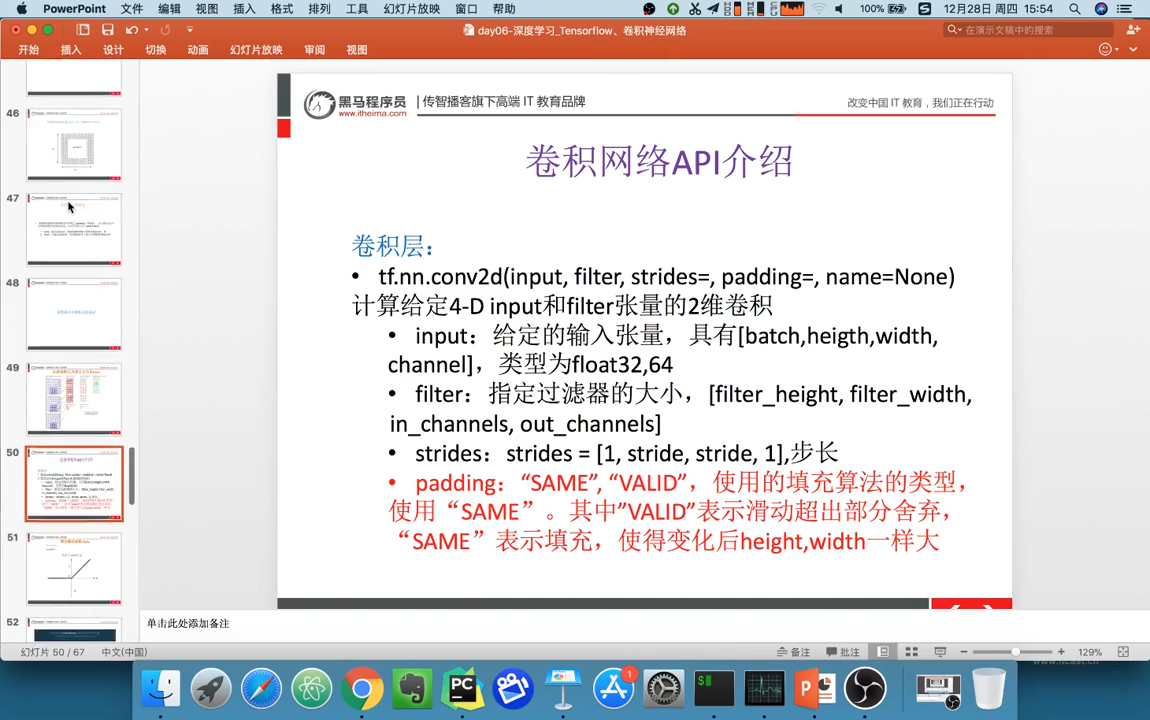 PowerPoint 文件 编辑 视图 插入 格式 排列 工具 幻灯片放映 窗口 帮助 100% 12月28日 周四 15:54
day06-深度学习_Tensorflow、卷积神经网络
在演示文稿中的搜索
开始 插入 设计 切换 动画 幻灯片放映 审阅 视图
46
47
48
49
50
51
52
黑马程序员 | 传智播客旗下高端 IT 教育品牌
www.itheima.com
改变中国 IT 教育，我们正在行动
卷积网络API介绍
卷积层：
• tf.nn.conv2d(input, filter, strides=, padding=, name=None)
计算给定4-D input和filter张量的2维卷积
• input：给定的输入张量，具有[batch,heigth,width,
channel]，类型为float32,64
• filter：指定过滤器的大小，[filter_height, filter_width,
in_channels, out_channels]
• strides：strides = [1, stride, stride, 1],步长
• padding：“SAME”, “VALID”，使用的填充算法的类型，
使用“SAME”。其中”VALID”表示滑动超出部分舍弃，
“SAME”表示填充，使得变化后height,width一样大
单击此处添加备注
幻灯片 50 / 67 中文(中国) 备注 批注 129%
www.itcast.cn
PC
1
$
P